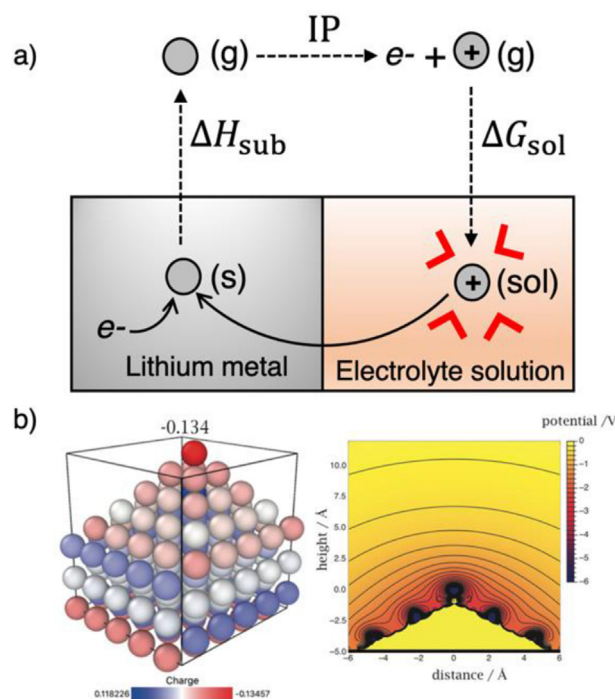 a)
(g)
IP
e- + + (g)
ΔHsub
ΔGsol
(s)
+ (sol)
e-
Lithium metal
Electrolyte solution
b)
-0.134
Charge
0.118226
-0.13457
potential /V
0
-1
-2
-3
-4
-5
-6
height / Å
10.0
7.5
5.0
2.5
0.0
-2.5
-5.0
-6 -4 -2 0 2 4 6
distance / Å